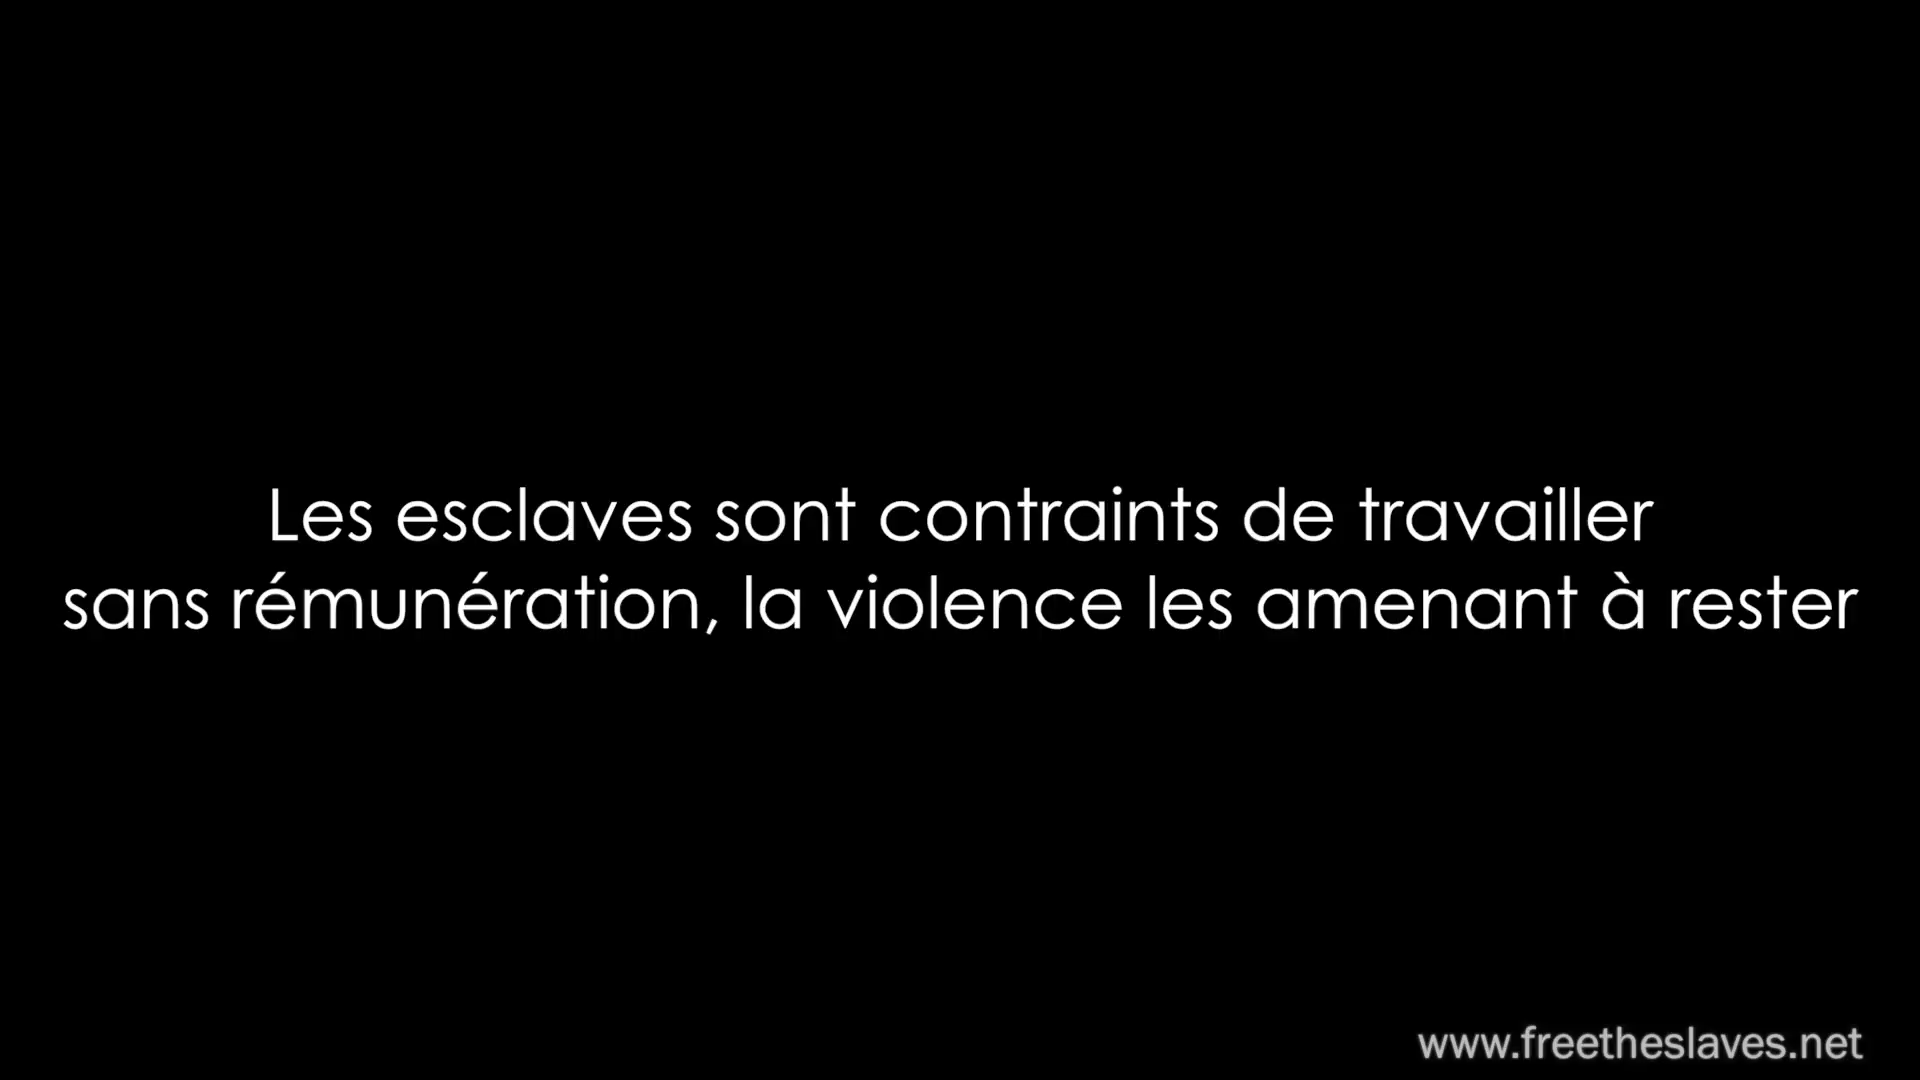 Les esclaves sont contraints de travailler
sans rémunération, la violence les amenant à rester
www.freetheslaves.net